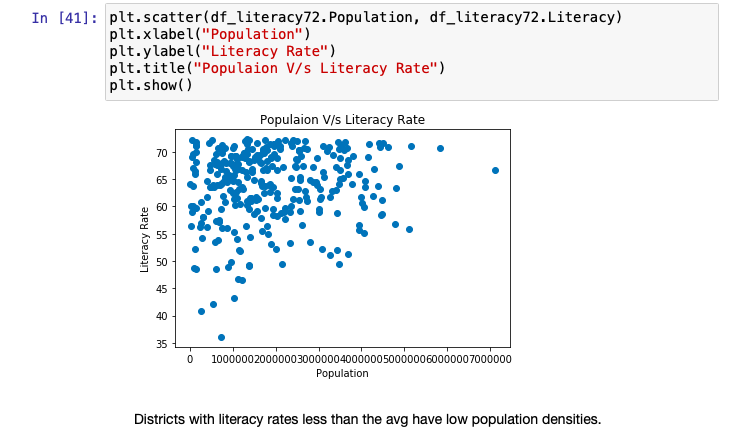 In [41]: plt.scatter(df_literacy72.Population, df_literacy72.Literacy)
plt.xlabel("Population")
plt.ylabel("Literacy Rate")
plt.title("Populaion V/s Literacy Rate")
plt.show()
Populaion V/s Literacy Rate
70
65
60
55
50
45
40
35
Literacy Rate
0 1000000 2000000 3000000 4000000 5000000 6000000 7000000
Population
Districts with literacy rates less than the avg have low population densities.